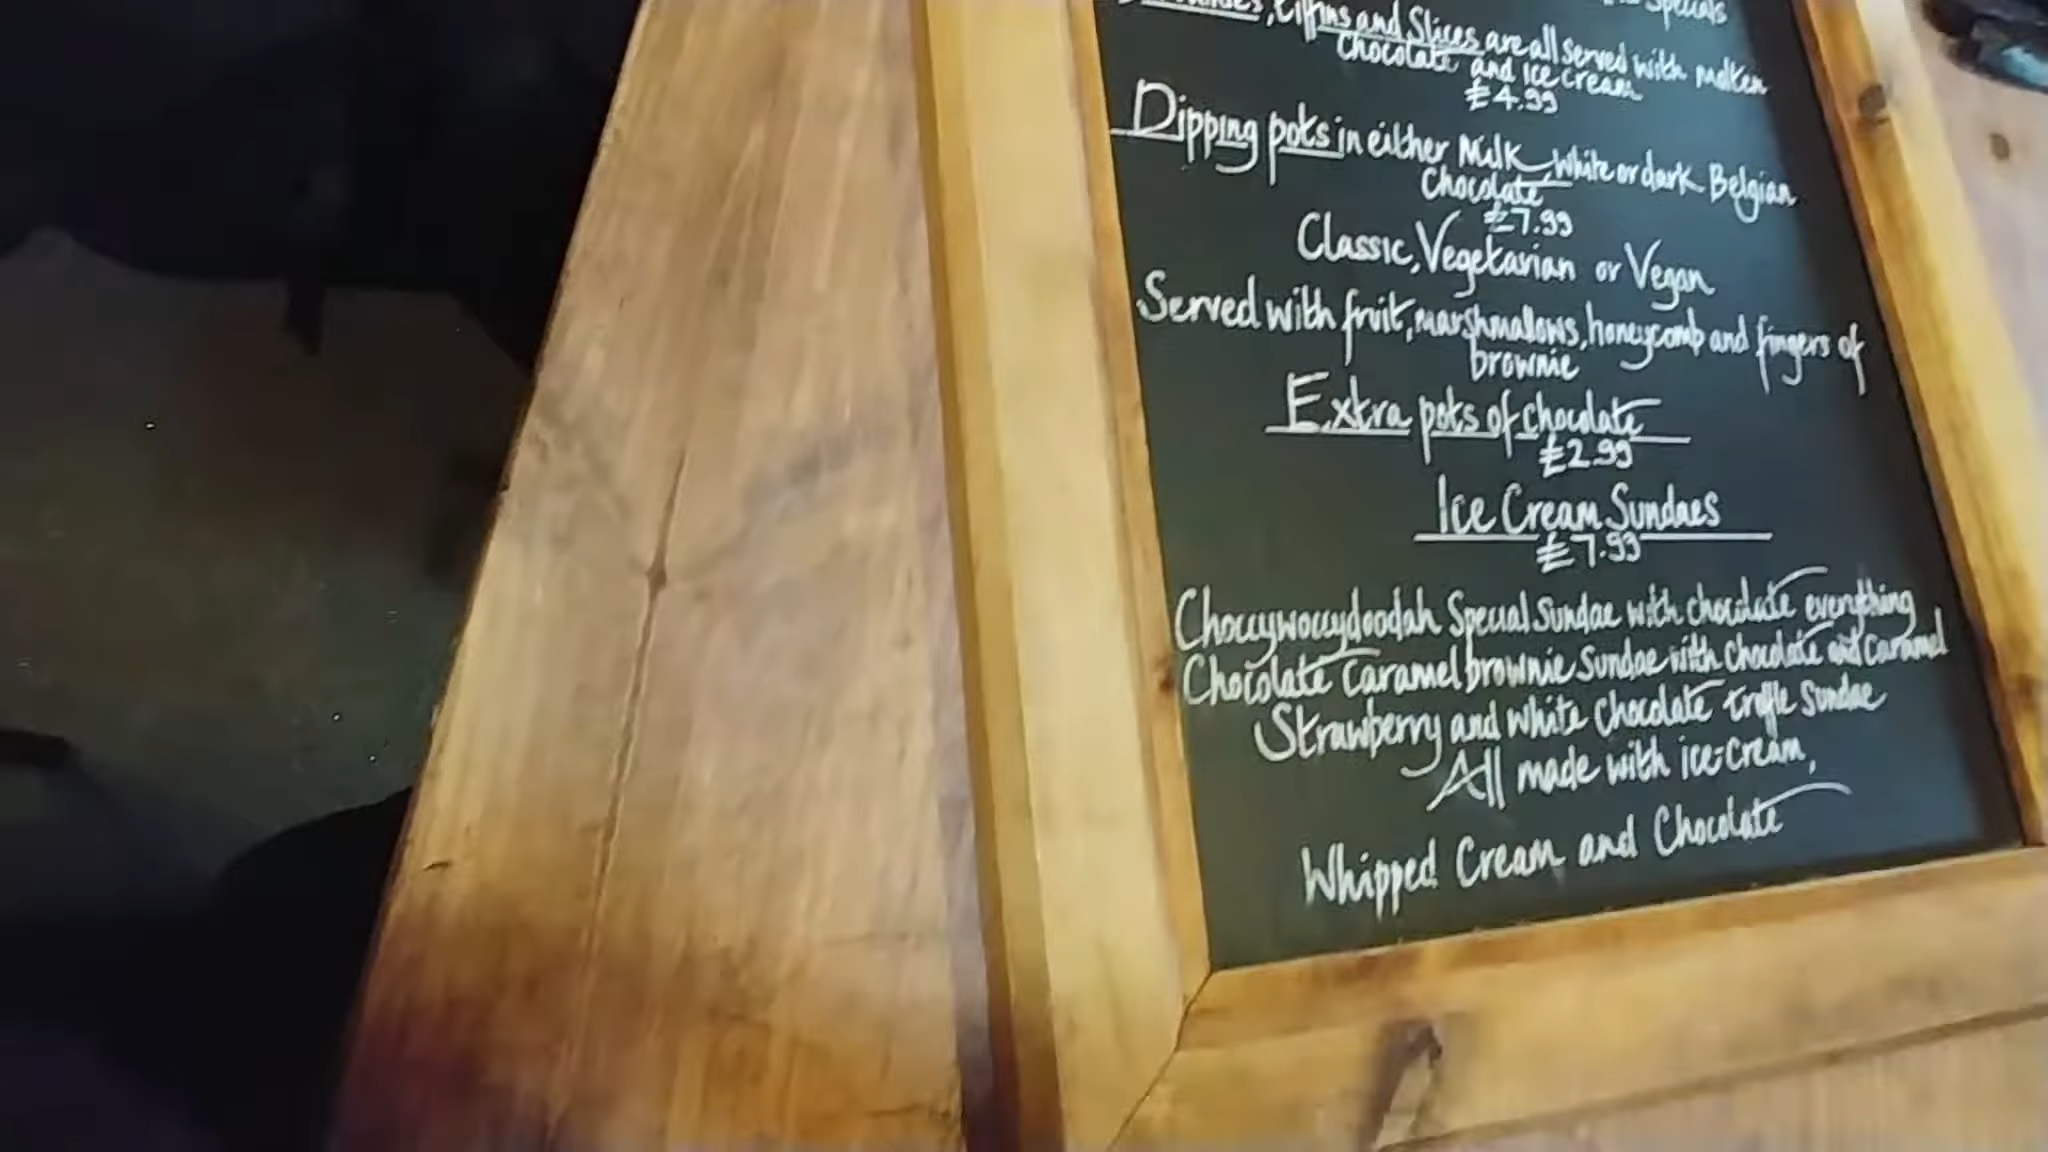 Specials
Tiffins and Slices are all served with molten
Chocolate and ice cream
£4.99
Dipping pots in either Milk, White or dark Belgian
Chocolate
£7.99
Classic, Vegetarian or Vegan
Served with fruit, marshmallows, honeycomb and fingers of
brownie
Extra pots of chocolate
£2.99
Ice Cream Sundaes
£7.99
Choccywoccydoodah Special Sundae with chocolate everything
Chocolate Caramel brownie Sundae with Chocolate and Caramel
Strawberry and white chocolate truffle Sundae
All made with ice-cream,
Whipped Cream and Chocolate